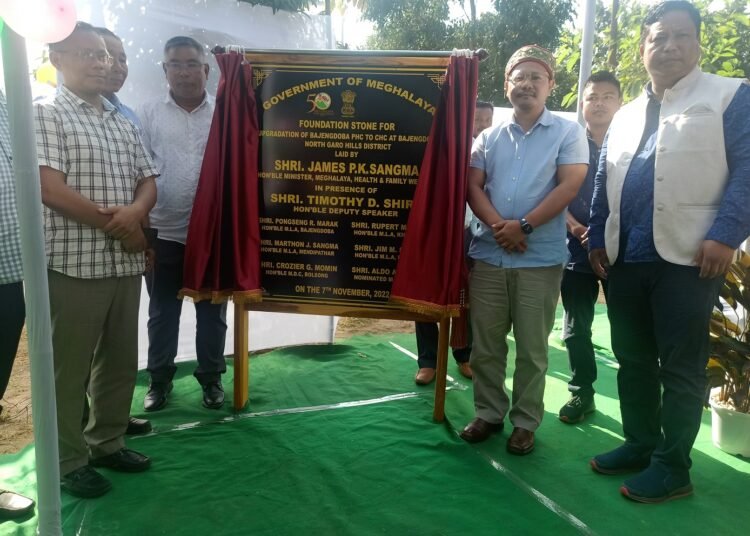 GOVERNMENT OF MEGHALAYA
50
FOUNDATION STONE FOR
UPGRADATION OF BAJENGDOBA PHC TO CHC AT BAJENGDO
NORTH GARO HILLS DISTRICT
LAID BY
SHRI. JAMES P.K.SANGMA
HON'BLE MINISTER, MEGHALAYA, HEALTH & FAMILY WE
IN PRESENCE OF
SHRI. TIMOTHY D. SHIR
HON'BLE DEPUTY SPEAKER
SHRI. PONGSENG R. MARAK
HON'BLE M.L.A, BAJENGDOBA
SHRI. RUPERT M
HON'BLE M.L.A,
SHRI. MARTHON J. SANGMA
HON'BLE M.L.A, MENDIPATHAR
SHRI. JIM M.
HON'BLE M.L.A,
SHRI. CROZIER G. MOMIN
HON'BLE M.D.C, BOLSONG
SHRI. ALDO
NOMINATED
ON THE 7TH NOVEMBER, 2022